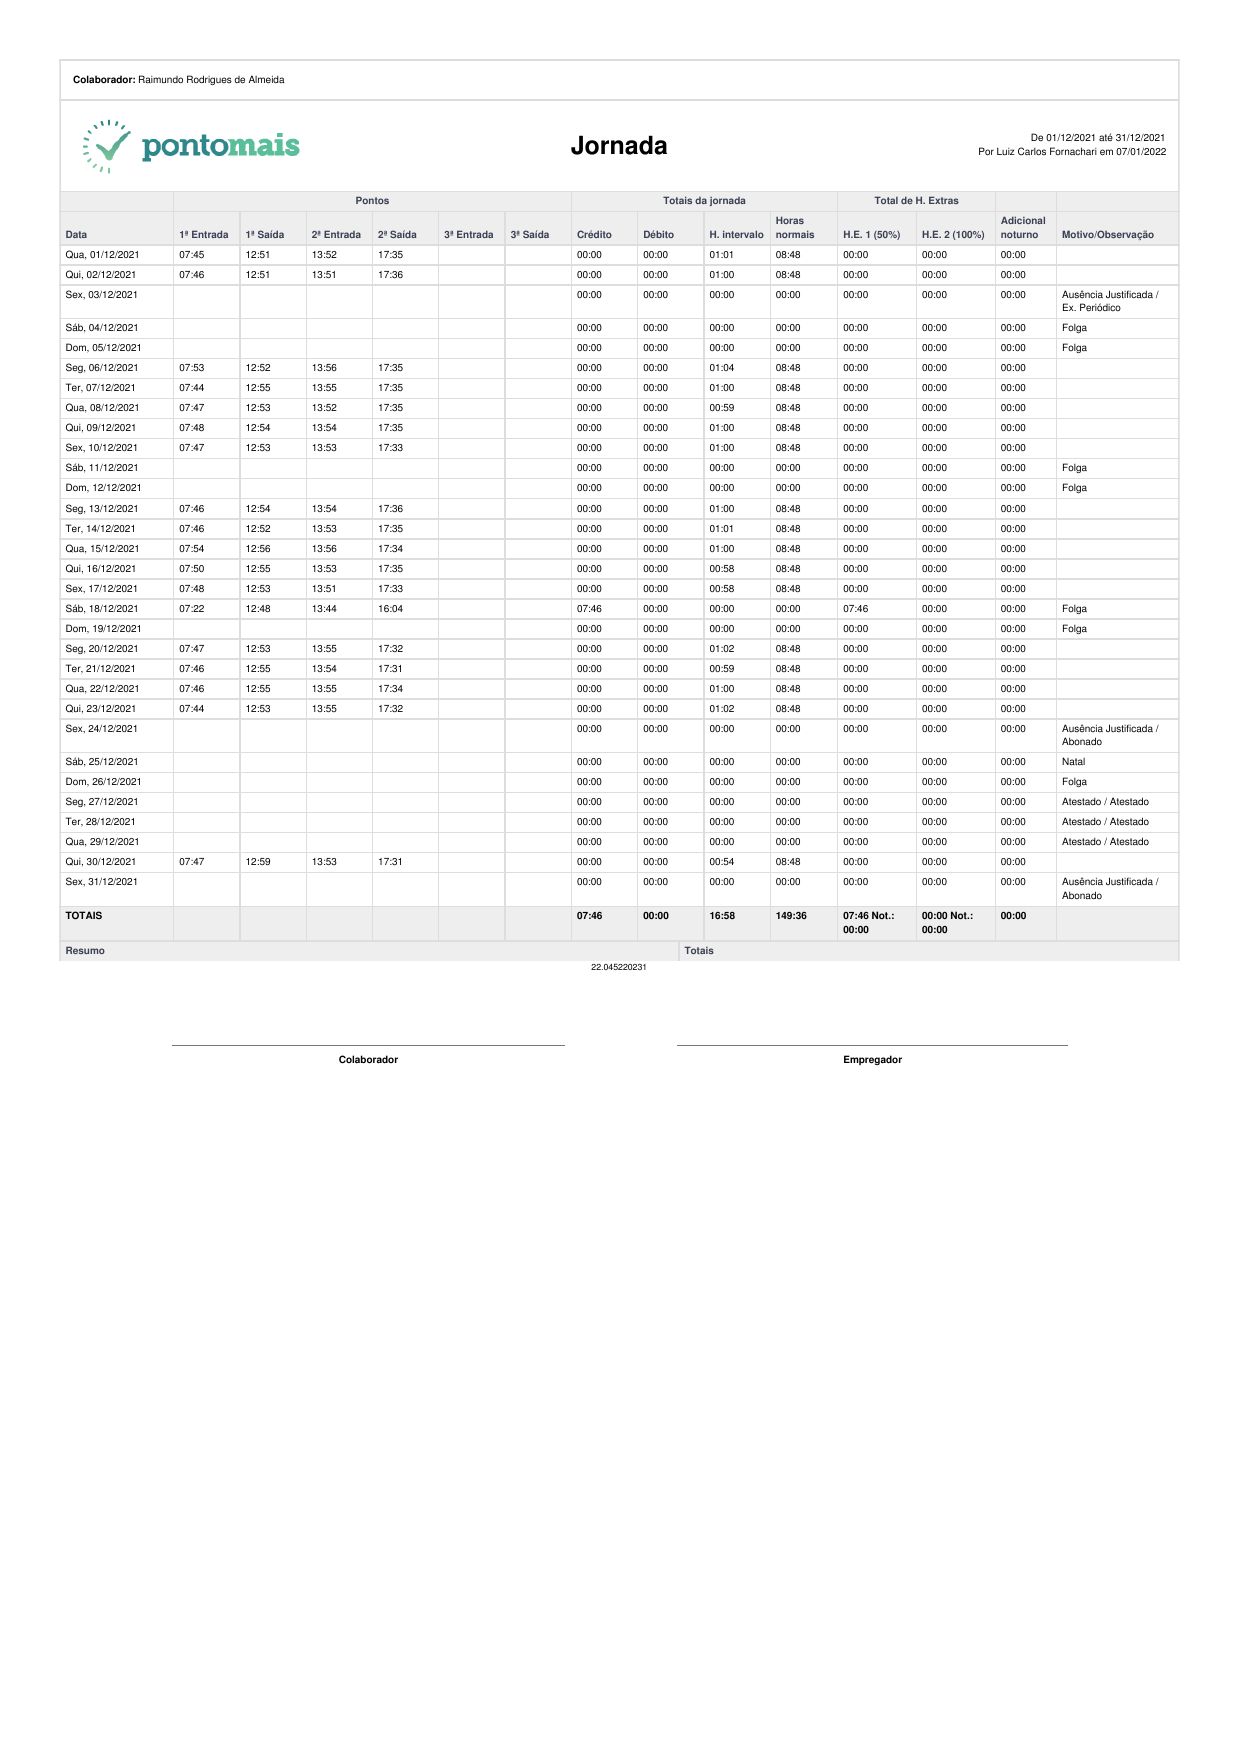 Colaborador: Raimundo Rodrigues de Almeida
pontomais
Jornada
De 01/12/2021 até 31/12/2021
Por Luiz Carlos Fornachari em 07/01/2022
Pontos Totais da jornada Total de H. Extras
Data 1ª Entrada 1ª Saída 2ª Entrada 2ª Saída 3ª Entrada 3ª Saída Crédito Débito H. intervalo Horas normais H.E. 1 (50%) H.E. 2 (100%) Adicional noturno Motivo/Observação
Qua, 01/12/2021 07:45 12:51 13:52 17:35 00:00 00:00 01:01 08:48 00:00 00:00 00:00
Qui, 02/12/2021 07:46 12:51 13:51 17:36 00:00 00:00 01:00 08:48 00:00 00:00 00:00
Sex, 03/12/2021 00:00 00:00 00:00 00:00 00:00 00:00 00:00 Ausência Justificada /
Ex. Periódico
Sáb, 04/12/2021 00:00 00:00 00:00 00:00 00:00 00:00 00:00 Folga
Dom, 05/12/2021 00:00 00:00 00:00 00:00 00:00 00:00 00:00 Folga
Seg, 06/12/2021 07:53 12:52 13:56 17:35 00:00 00:00 01:04 08:48 00:00 00:00 00:00
Ter, 07/12/2021 07:44 12:55 13:55 17:35 00:00 00:00 01:00 08:48 00:00 00:00 00:00
Qua, 08/12/2021 07:47 12:53 13:52 17:35 00:00 00:00 00:59 08:48 00:00 00:00 00:00
Qui, 09/12/2021 07:48 12:54 13:54 17:35 00:00 00:00 01:00 08:48 00:00 00:00 00:00
Sex, 10/12/2021 07:47 12:53 13:53 17:33 00:00 00:00 01:00 08:48 00:00 00:00 00:00
Sáb, 11/12/2021 00:00 00:00 00:00 00:00 00:00 00:00 00:00 Folga
Dom, 12/12/2021 00:00 00:00 00:00 00:00 00:00 00:00 00:00 Folga
Seg, 13/12/2021 07:46 12:54 13:54 17:36 00:00 00:00 01:00 08:48 00:00 00:00 00:00
Ter, 14/12/2021 07:46 12:52 13:53 17:35 00:00 00:00 01:01 08:48 00:00 00:00 00:00
Qua, 15/12/2021 07:54 12:56 13:56 17:34 00:00 00:00 01:00 08:48 00:00 00:00 00:00
Qui, 16/12/2021 07:50 12:55 13:53 17:35 00:00 00:00 00:58 08:48 00:00 00:00 00:00
Sex, 17/12/2021 07:48 12:53 13:51 17:33 00:00 00:00 00:58 08:48 00:00 00:00 00:00
Sáb, 18/12/2021 07:22 12:48 13:44 16:04 07:46 00:00 00:00 00:00 07:46 00:00 00:00 Folga
Dom, 19/12/2021 00:00 00:00 00:00 00:00 00:00 00:00 00:00 Folga
Seg, 20/12/2021 07:47 12:53 13:55 17:32 00:00 00:00 01:02 08:48 00:00 00:00 00:00
Ter, 21/12/2021 07:46 12:55 13:54 17:31 00:00 00:00 00:59 08:48 00:00 00:00 00:00
Qua, 22/12/2021 07:46 12:55 13:55 17:34 00:00 00:00 01:00 08:48 00:00 00:00 00:00
Qui, 23/12/2021 07:44 12:53 13:55 17:32 00:00 00:00 01:02 08:48 00:00 00:00 00:00
Sex, 24/12/2021 00:00 00:00 00:00 00:00 00:00 00:00 00:00 Ausência Justificada /
Abonado
Sáb, 25/12/2021 00:00 00:00 00:00 00:00 00:00 00:00 00:00 Natal
Dom, 26/12/2021 00:00 00:00 00:00 00:00 00:00 00:00 00:00 Folga
Seg, 27/12/2021 00:00 00:00 00:00 00:00 00:00 00:00 00:00 Atestado / Atestado
Ter, 28/12/2021 00:00 00:00 00:00 00:00 00:00 00:00 00:00 Atestado / Atestado
Qua, 29/12/2021 00:00 00:00 00:00 00:00 00:00 00:00 00:00 Atestado / Atestado
Qui, 30/12/2021 07:47 12:59 13:53 17:31 00:00 00:00 00:54 08:48 00:00 00:00 00:00
Sex, 31/12/2021 00:00 00:00 00:00 00:00 00:00 00:00 00:00 Ausência Justificada /
Abonado
TOTAIS 07:46 00:00 16:58 149:36 07:46 Not.: 00:00 Not.: 00:00
00:00 00:00
Resumo Totais
22.045220231
Colaborador Empregador